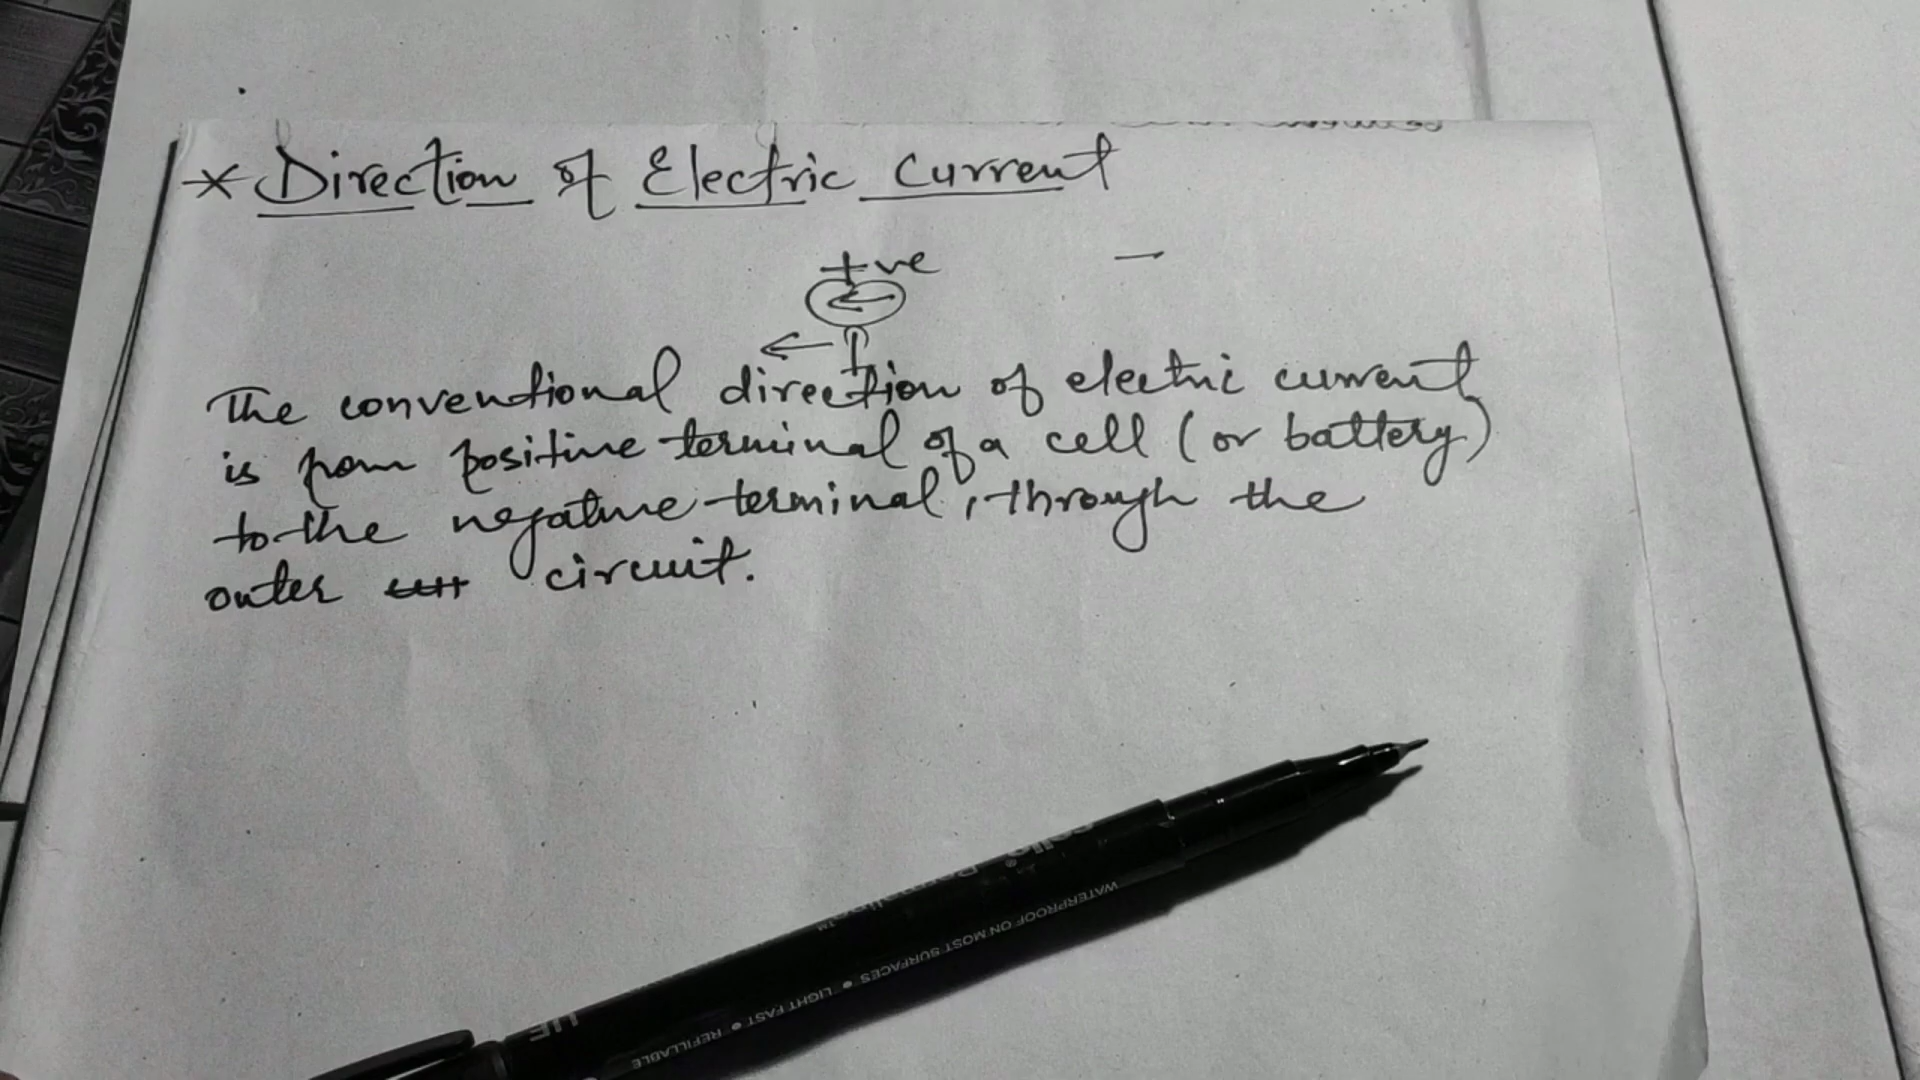 * Direction of Electric Current
+ve
The conventional direction of electric current
is from positive terminal of a cell (or battery)
to the negative terminal, through the
outer circuit.
WATERPROOF ON MOST SURFACES • LIGHT FAST • REFILLABLE